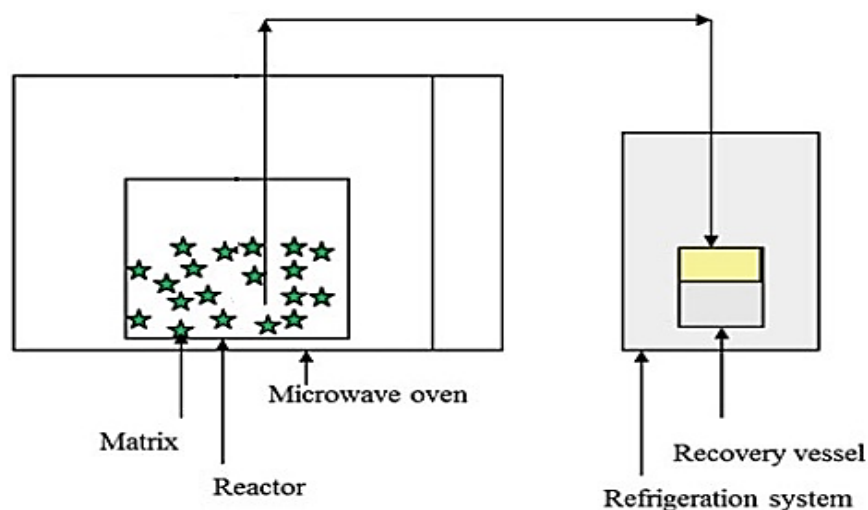 Microwave oven
Matrix
Reactor
Recovery vessel
Refrigeration system